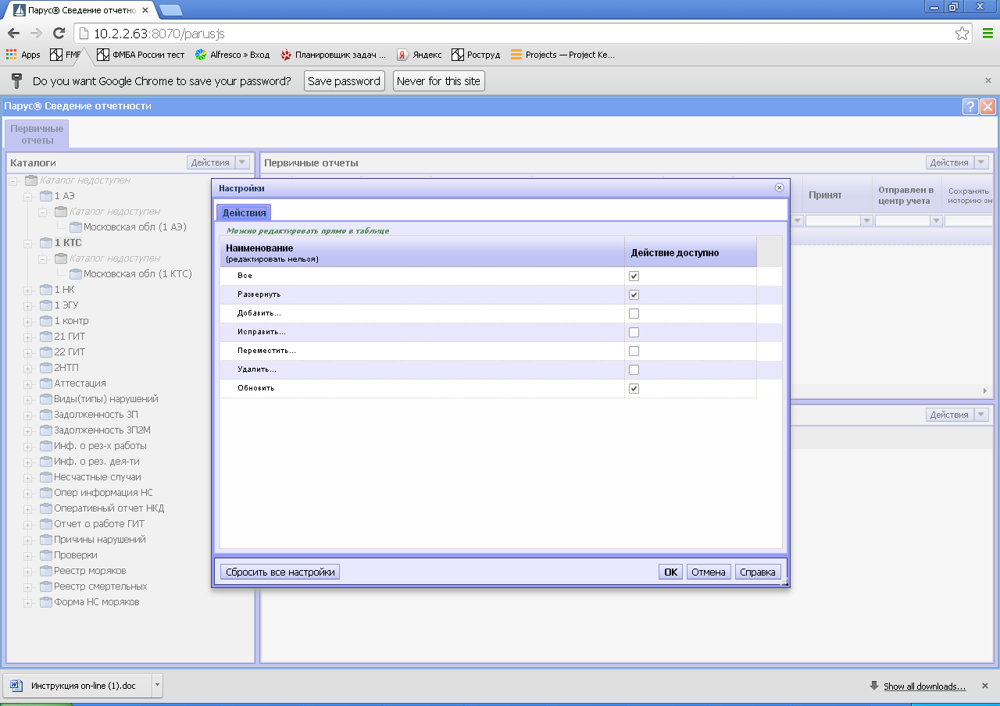 Парус® Сведение отчетно
10.2.2.63:8070/parusjs
Apps
ФМБА России тест
Alfresco » Вход
Планировщик задач ...
Яндекс
Роструд
Projects — Project Ke...
Do you want Google Chrome to save your password?
Save password
Never for this site
Парус® Сведение отчетности
Первичные
отчеты
Каталоги
Действия
Первичные отчеты
Действия
Каталог недоступен
1 АЭ
Каталог недоступен
Московская обл (1 АЭ)
1 КТС
Каталог недоступен
Московская обл (1 КТС)
1 НК
1 ЭГУ
1 контр
21 ГИТ
22 ГИТ
2НТП
Аттестация
Виды(типы) нарушений
Задолженность ЗП
Задолженность ЗП2М
Инф. о рез-х работы
Инф. о рез. дея-ти
Несчастные случаи
Опер информация НС
Оперативный отчет НКД
Отчет о работе ГИТ
Причины нарушений
Проверки
Реестр моряков
Реестр смертельных
Форма НС моряков
Принят
Отправлен в
центр учета
Сохранять
историю зн
Действия
Настройки
Действия
Можно редактировать прямо в таблице
Наименование
(редактировать нельзя)
Действие доступно
Все
Развернуть
Добавить...
Исправить...
Переместить...
Удалить...
Обновить
Сбросить все настройки
OK
Отмена
Справка
Инструкция on-line (1).doc
Show all downloads...